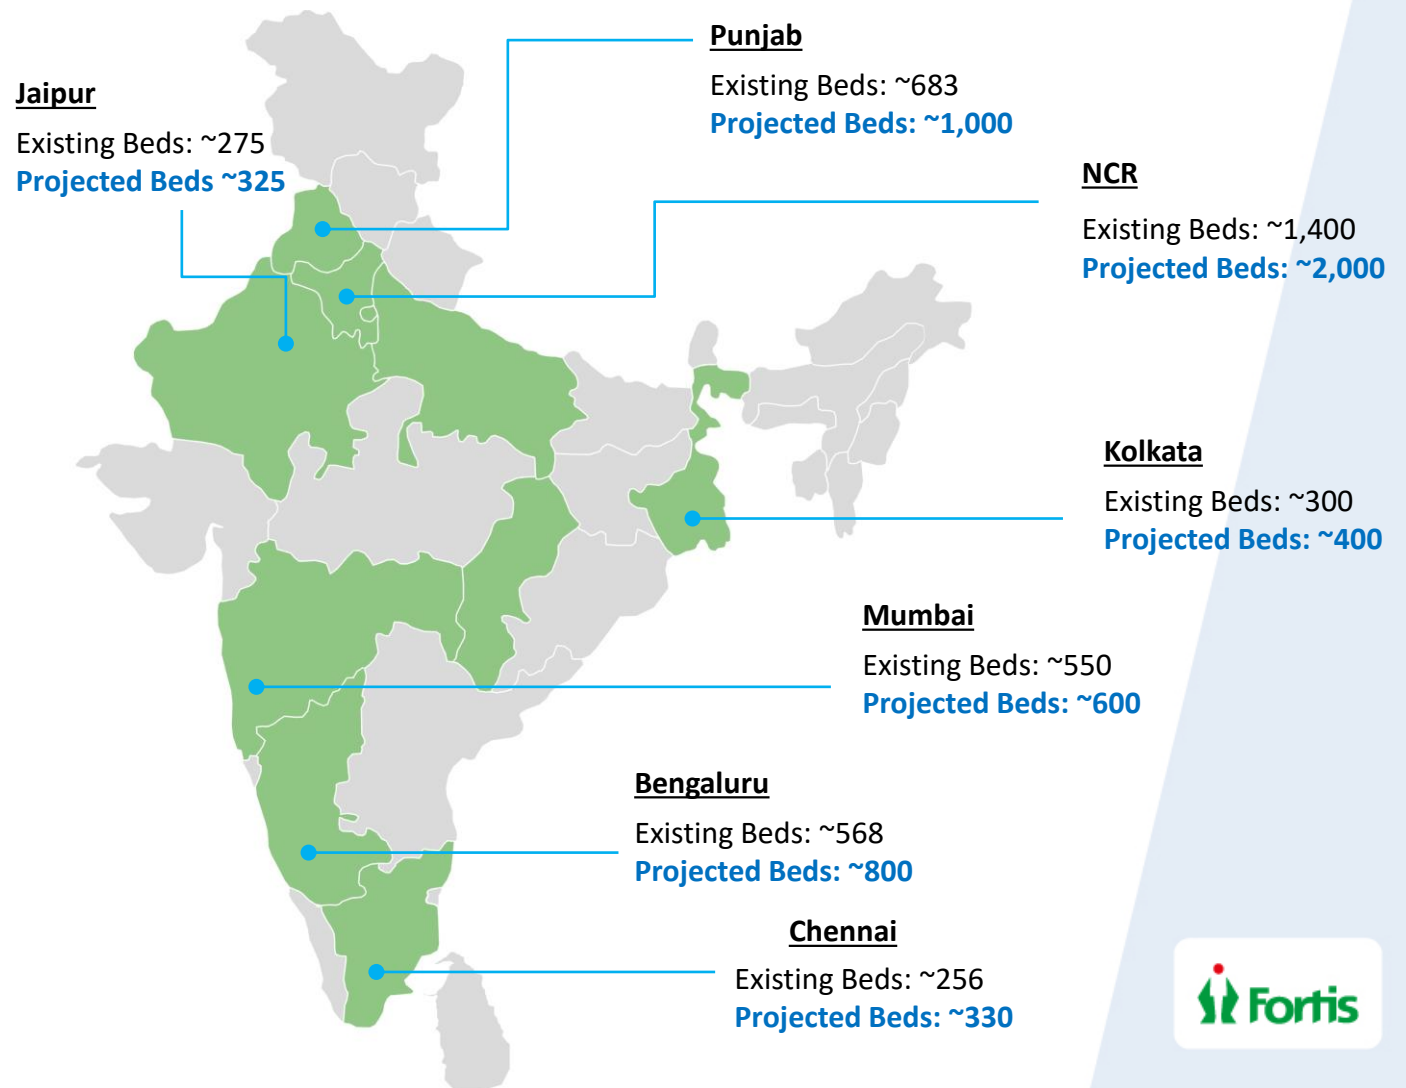 Punjab
Existing Beds: ~683
Projected Beds: ~1,000
Jaipur
Existing Beds: ~275
Projected Beds ~325
NCR
Existing Beds: ~1,400
Projected Beds: ~2,000
Kolkata
Existing Beds: ~300
Projected Beds: ~400
Mumbai
Existing Beds: ~550
Projected Beds: ~600
Bengaluru
Existing Beds: ~568
Projected Beds: ~800
Chennai
Existing Beds: ~256
Projected Beds: ~330
Fortis